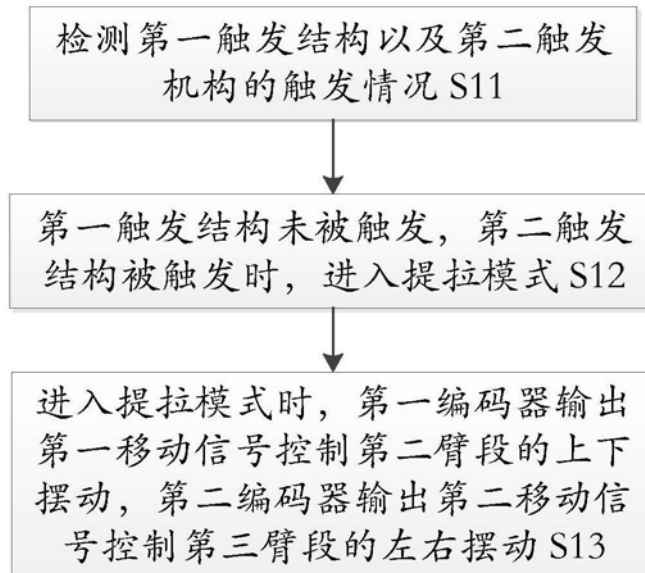 检测第一触发结构以及第二触发
机构的触发情况 S11
第一触发结构未被触发，第二触发
结构被触发时，进入提拉模式 S12
进入提拉模式时，第一编码器输出
第一移动信号控制第二臂段的上下
摆动，第二编码器输出第二移动信
号控制第三臂段的左右摆动 S13